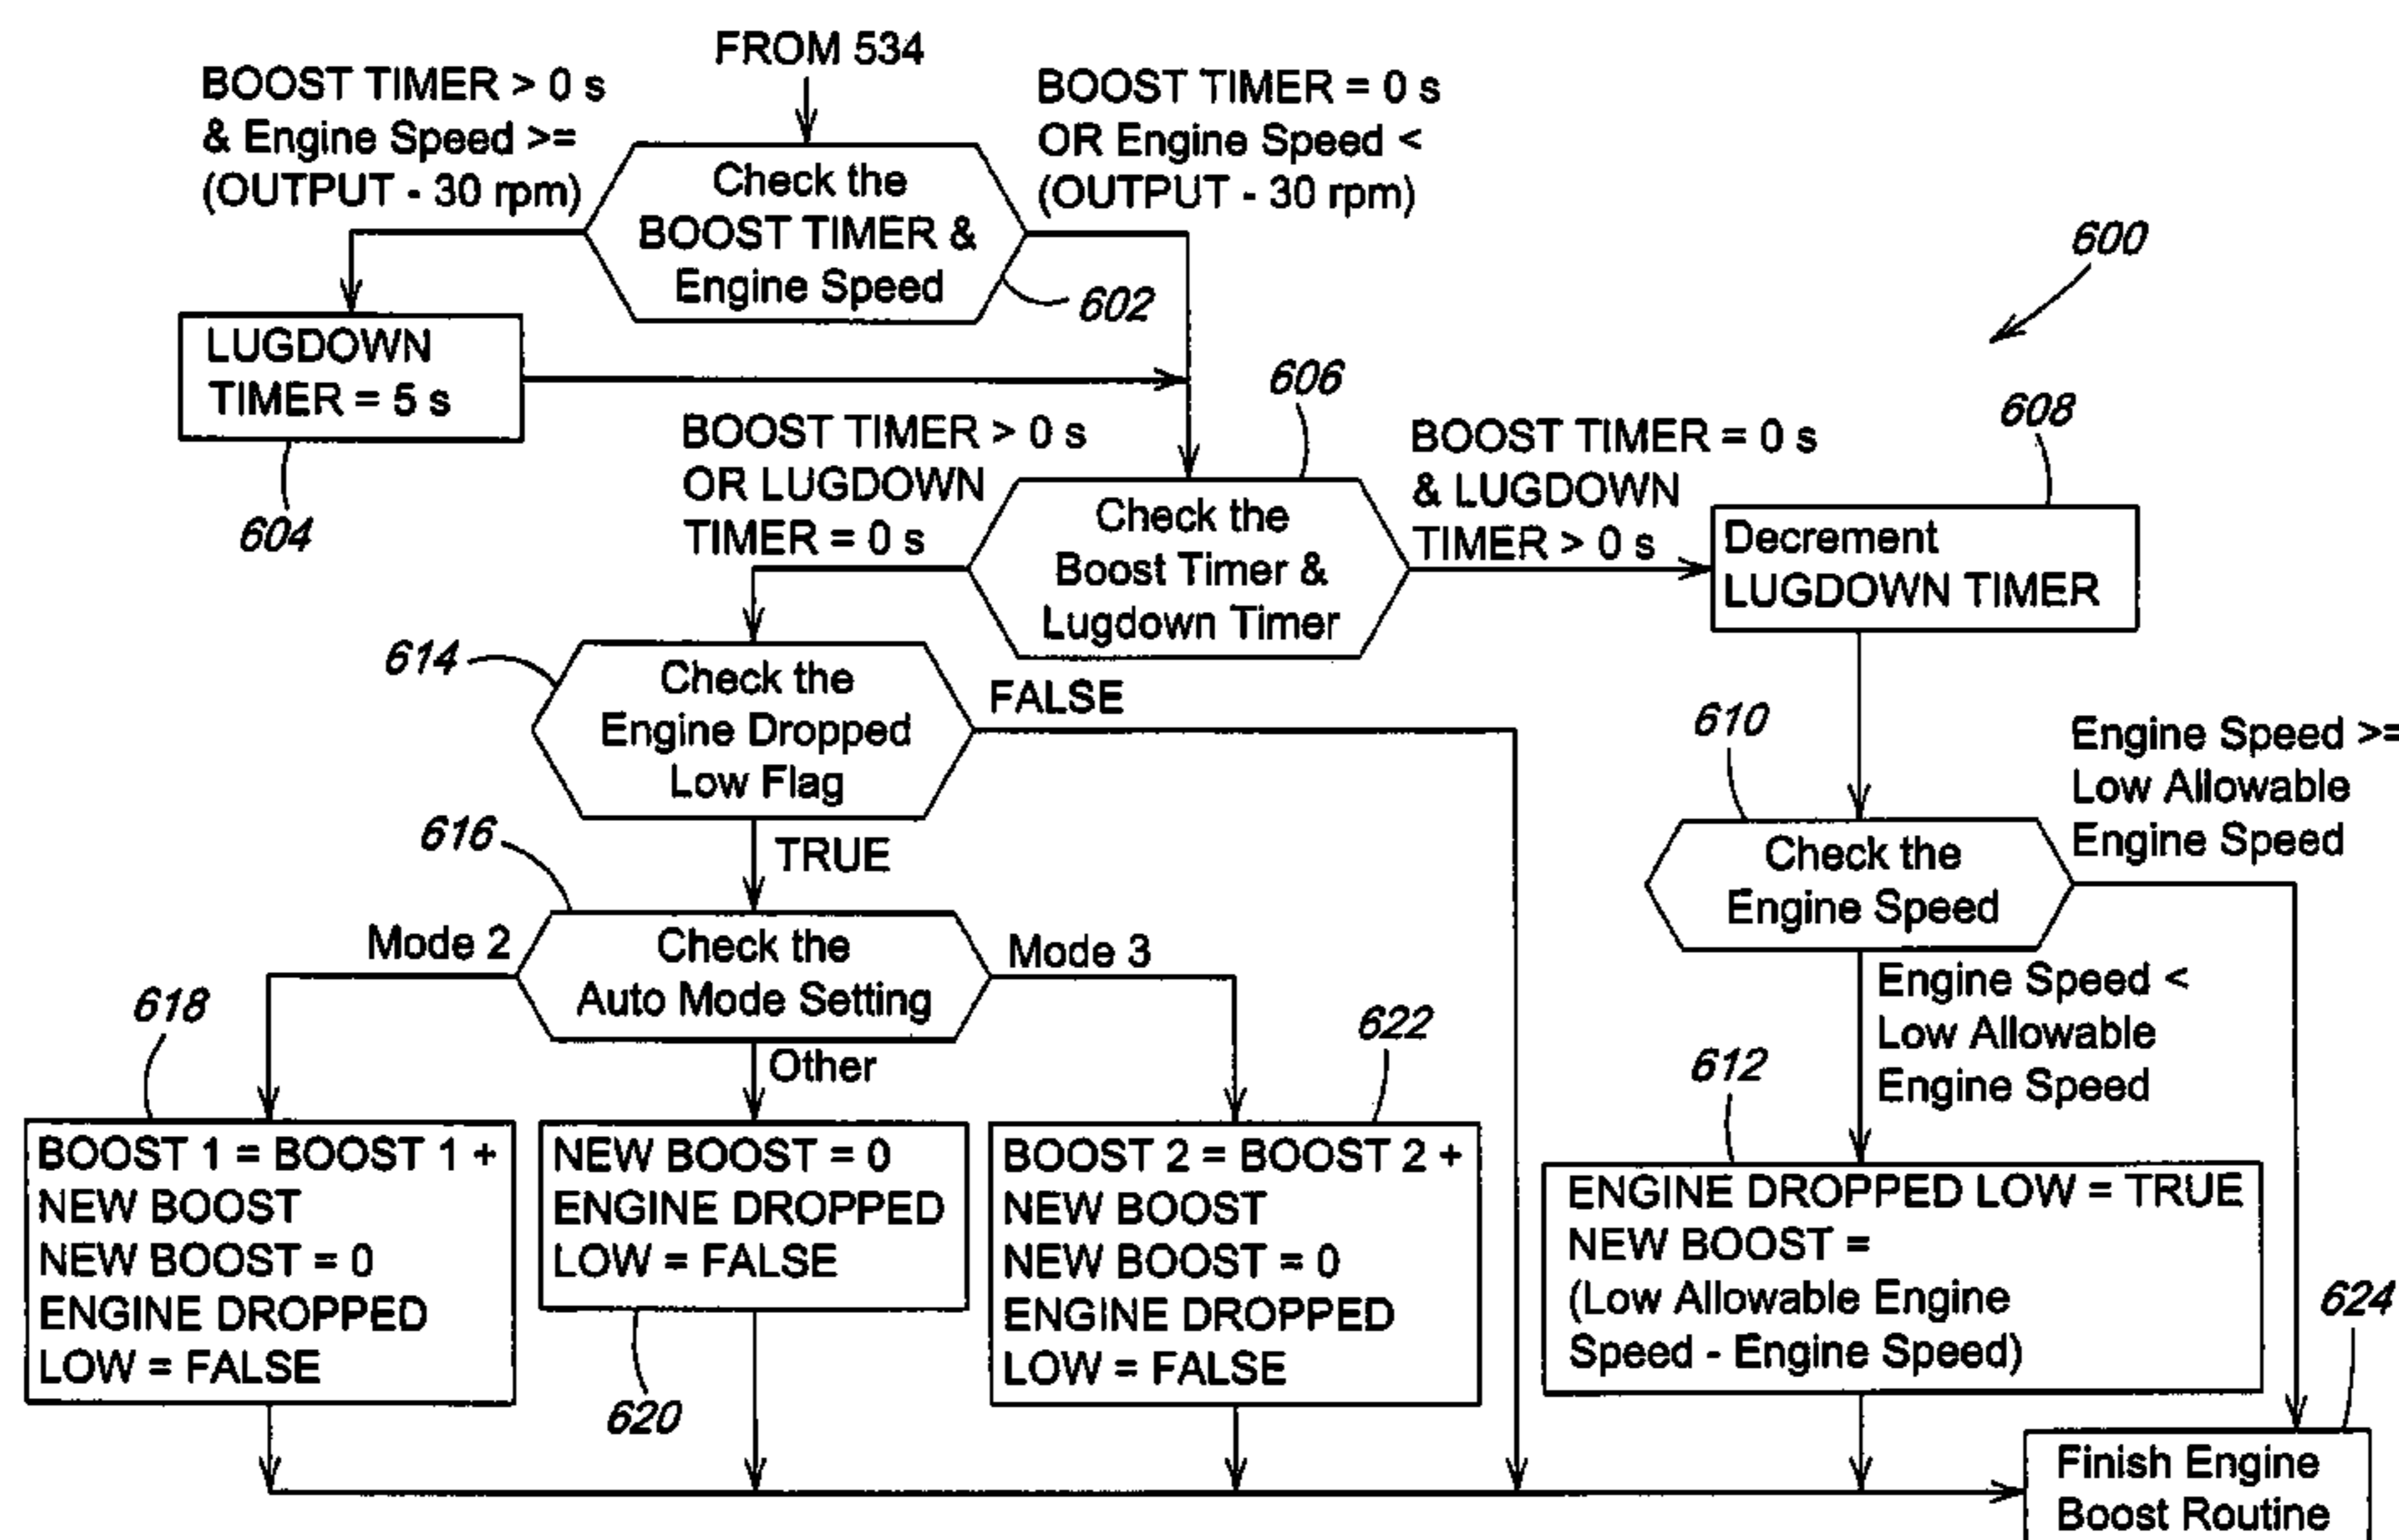 FROM 534
BOOST TIMER > 0 s
& Engine Speed >=
(OUTPUT - 30 rpm)
BOOST TIMER = 0 s
OR Engine Speed <
(OUTPUT - 30 rpm)
Check the
BOOST TIMER &
Engine Speed
602
600
LUGDOWN
TIMER = 5 s
604
606
608
BOOST TIMER > 0 s
OR LUGDOWN
TIMER = 0 s
BOOST TIMER = 0 s
& LUGDOWN
TIMER > 0 s
Check the
Boost Timer &
Lugdown Timer
Decrement
LUGDOWN TIMER
614
Check the
Engine Dropped
Low Flag
FALSE
TRUE
610
Engine Speed >=
Low Allowable
Engine Speed
Check the
Engine Speed
616
Mode 2
Check the
Auto Mode Setting
Mode 3
Other
Engine Speed <
Low Allowable
Engine Speed
618
622
612
BOOST 1 = BOOST 1 +
NEW BOOST
NEW BOOST = 0
ENGINE DROPPED
LOW = FALSE
NEW BOOST = 0
ENGINE DROPPED
LOW = FALSE
620
BOOST 2 = BOOST 2 +
NEW BOOST
NEW BOOST = 0
ENGINE DROPPED
LOW = FALSE
ENGINE DROPPED LOW = TRUE
NEW BOOST =
(Low Allowable Engine
Speed - Engine Speed)
624
Finish Engine
Boost Routine